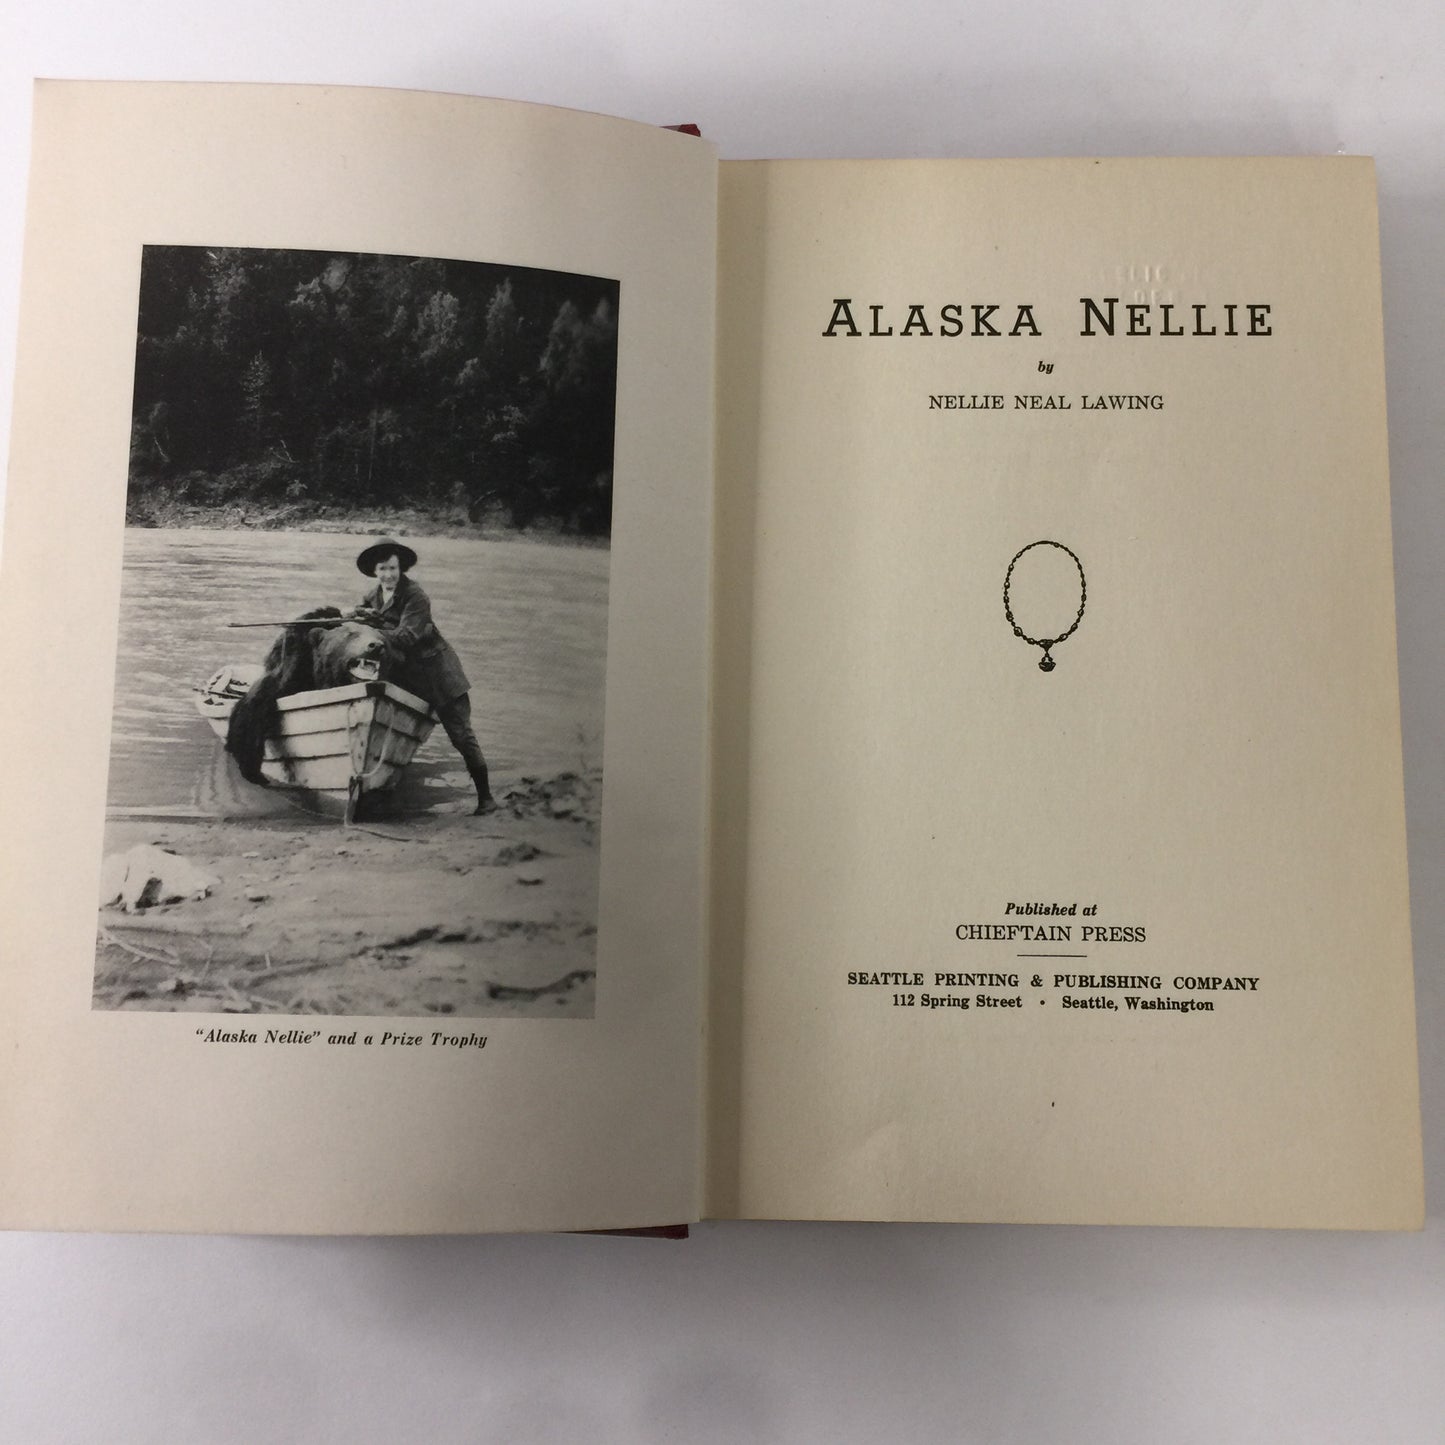 "Alaska Nellie" and a Prize Trophy
ALASKA NELLIE
by
NELLIE NEAL LAWING
Published at
CHIEFTAIN PRESS
SEATTLE PRINTING & PUBLISHING COMPANY
112 Spring Street • Seattle, Washington